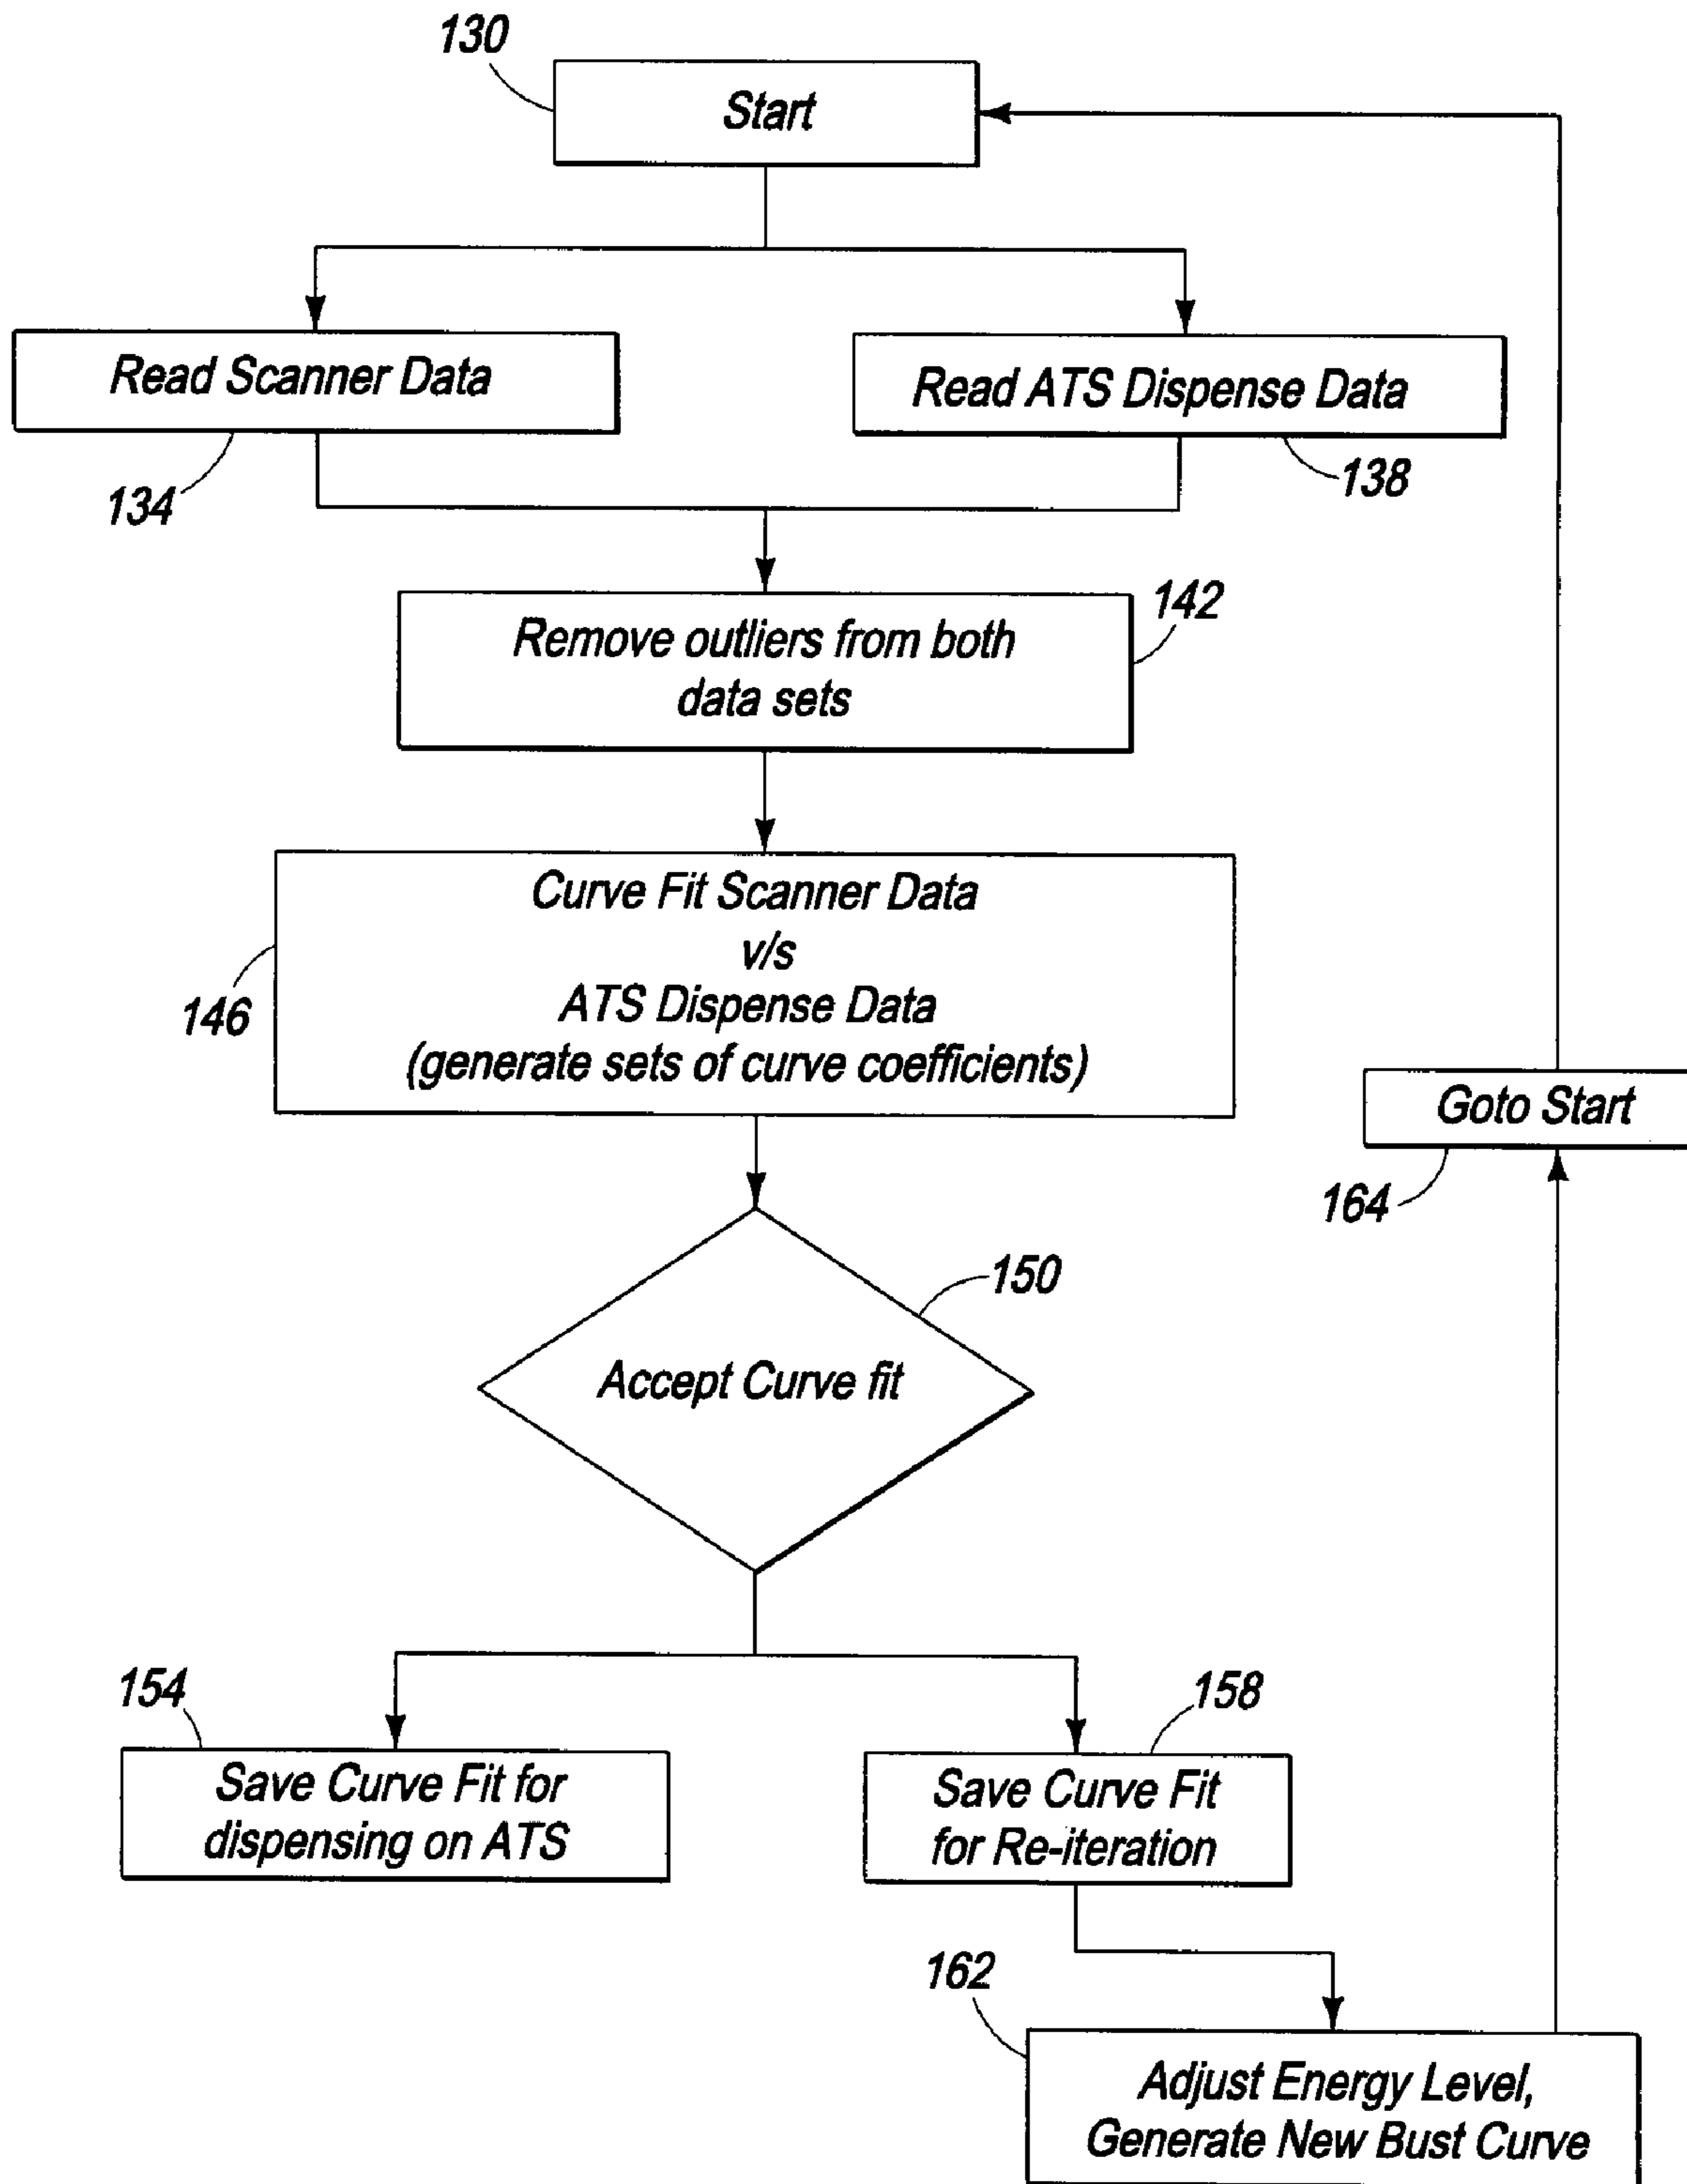 130
Start
Read Scanner Data
Read ATS Dispense Data
134
138
142
Remove outliers from both
data sets
Curve Fit Scanner Data
v/s
ATS Dispense Data
(generate sets of curve coefficients)
146
Goto Start
164
150
Accept Curve fit
154
158
Save Curve Fit for
dispensing on ATS
Save Curve Fit
for Re-iteration
162
Adjust Energy Level,
Generate New Bust Curve